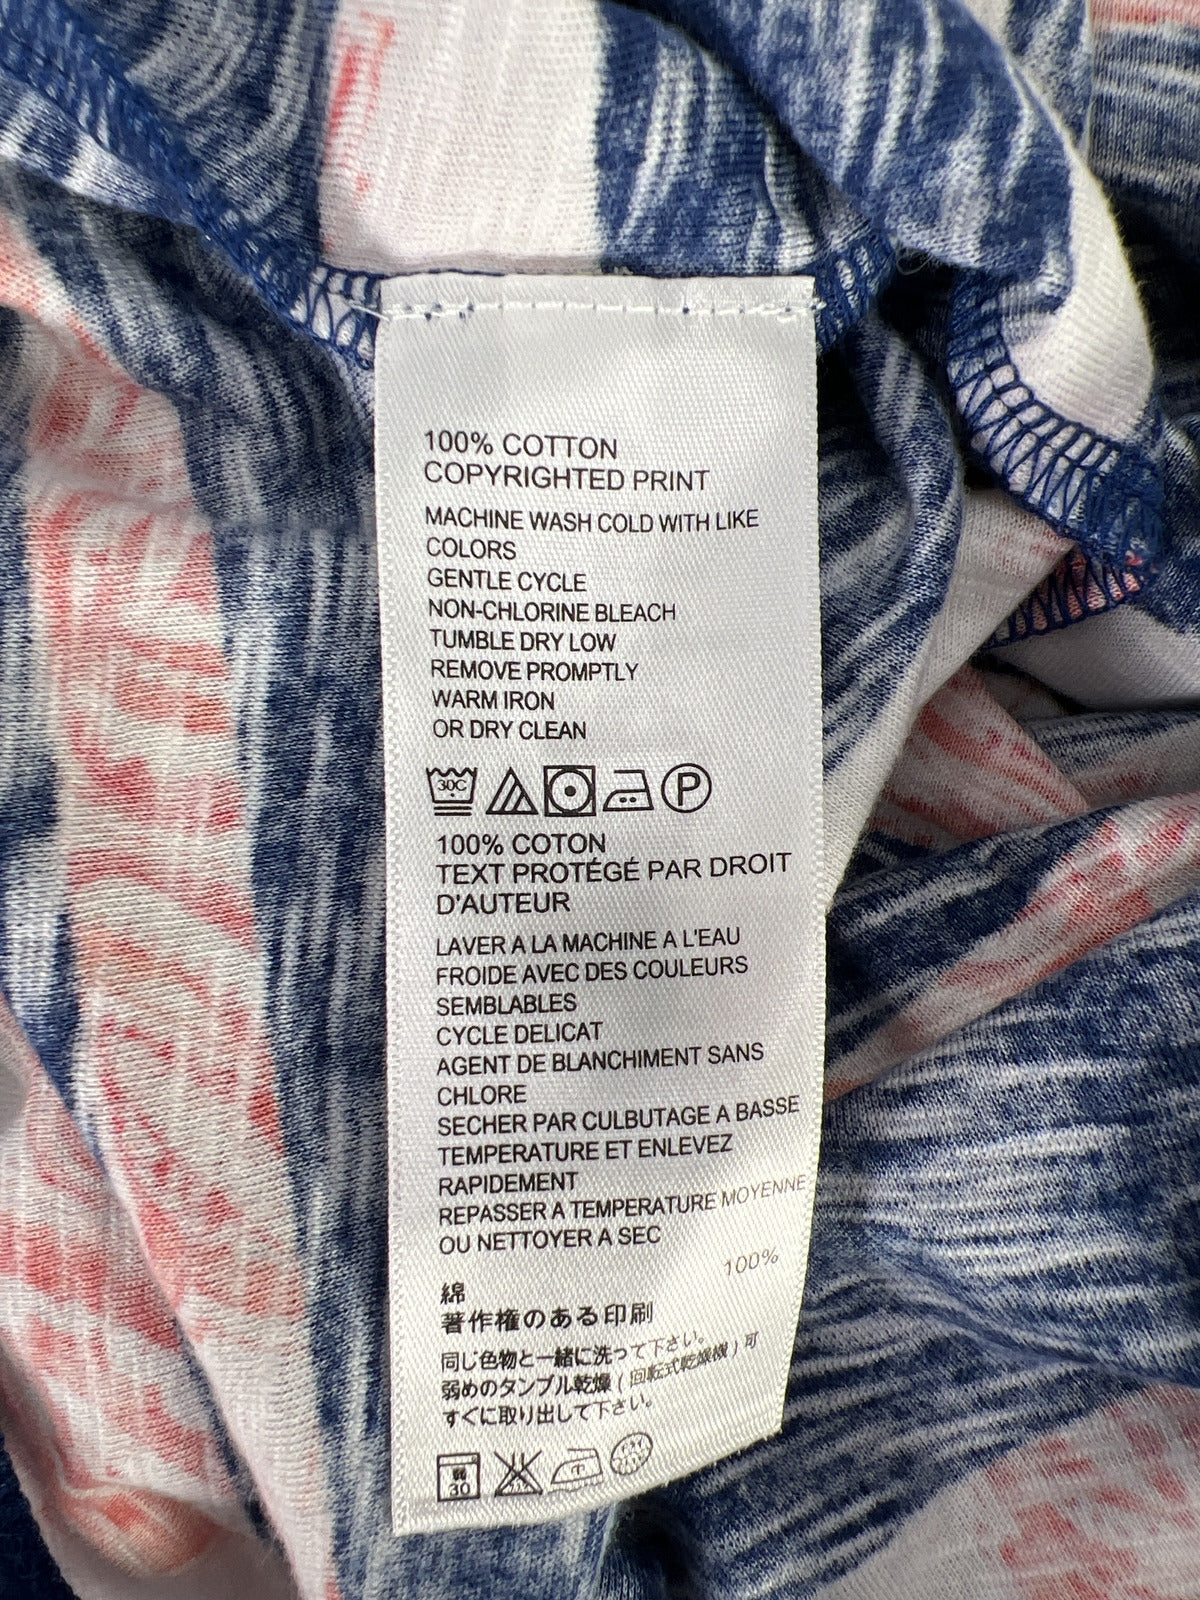 100% COTTON
COPYRIGHTED PRINT
MACHINE WASH COLD WITH LIKE
COLORS
GENTLE CYCLE
NON-CHLORINE BLEACH
TUMBLE DRY LOW
REMOVE PROMPTLY
WARM IRON
OR DRY CLEAN
30C P
100% COTON
TEXT PROTÉGÉ PAR DROIT
D'AUTEUR
LAVER A LA MACHINE A L'EAU
FROIDE AVEC DES COULEURS
SEMBLABLES
CYCLE DELICAT
AGENT DE BLANCHIMENT SANS
CHLORE
SECHER PAR CULBUTAGE A BASSE
TEMPERATURE ET ENLEVEZ
RAPIDEMENT
REPASSER A TEMPERATURE MOYENNE
OU NETTOYER A SEC
100%
綿
著作権のある印刷
同じ色物と一緒に洗って下さい。
弱めのタンブル乾燥(回転式乾燥機)可
すぐに取り出して下さい。
弱
30